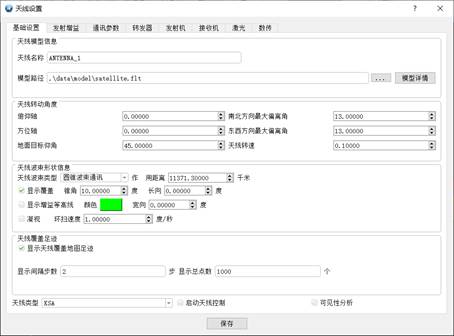 天线设置
基础设置 发射增益 通讯参数 转发器 发射机 接收机 激光 数传
天线模型信息
天线名称 ANTENNA_1
模型路径 .\data\model\satellite.flt ... 模型详情
天线转动角度
俯仰轴 0.00000 南北方向最大偏离角 13.00000
方位轴 0.00000 东西方向最大偏离角 13.00000
地面目标仰角 45.00000 天线转速 0.10000
天线波束形状信息
天线波束类型 圆锥波束通讯 作 用距离 11371.30000 千米
显示覆盖 锥角 10.00000 度 长向 0.00000 度
显示增益等高线 颜色 宽向 0.00000 度
凝视 环扫速度 1.00000 度/秒
天线覆盖足迹
显示天线覆盖地面足迹
显示间隔步数 2 步 显示总点数 1000 个
天线类型 KSA 启动天线控制 可见性分析
保存